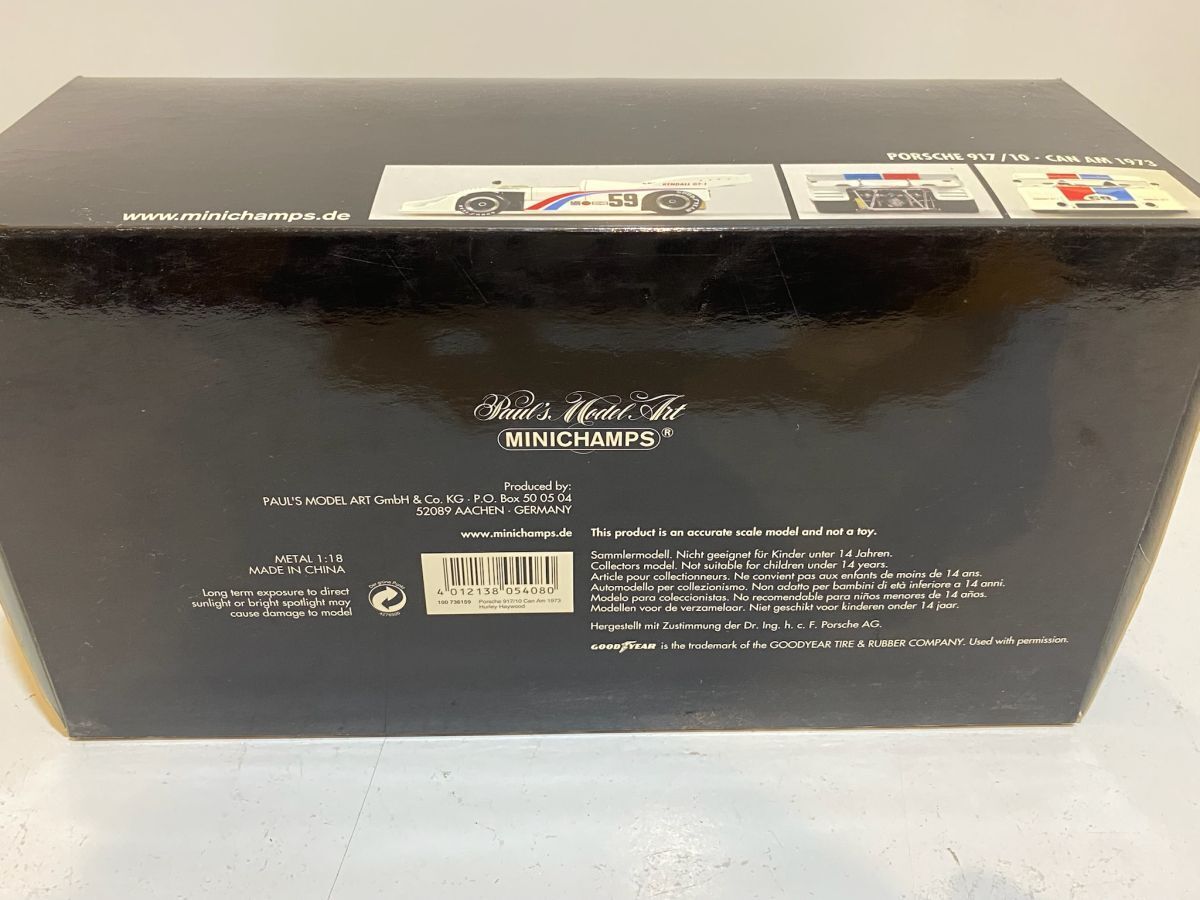 PORSCHE 917/10 · CAN AM 1973
www.minichamps.de
KENDALL GT-1
59
59
Paul's Model Art
MINICHAMPS®
Produced by:
PAUL'S MODEL ART GmbH & Co. KG · P.O. Box 50 05 04
52089 AACHEN · GERMANY
www.minichamps.de
METAL 1:18
MADE IN CHINA
Long term exposure to direct
sunlight or bright spotlight may
cause damage to model
Der grüne Punkt
4 012138 054080
100 736159 Porsche 917/10 Can Am 1973
Hurley Haywood
This product is an accurate scale model and not a toy.
Sammlermodell. Nicht geeignet für Kinder unter 14 Jahren.
Collectors model. Not suitable for children under 14 years.
Article pour collectionneurs. Ne convient pas aux enfants de moins de 14 ans.
Automodello per collezionismo. Non adatto per bambini di età inferiore a 14 anni.
Modelo para coleccionistas. No recomendable para niños menores de 14 años.
Modellen voor de verzamelaar. Niet geschikt voor kinderen onder 14 jaar.
Hergestellt mit Zustimmung der Dr. Ing. h. c. F. Porsche AG.
GOODYEAR is the trademark of the GOODYEAR TIRE & RUBBER COMPANY. Used with permission.